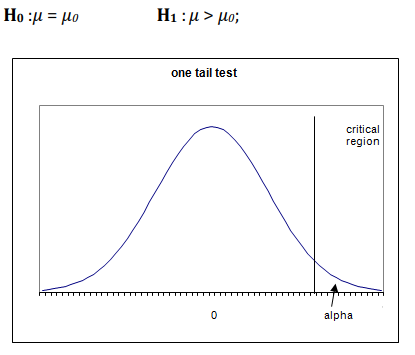 H₀ :μ = μ₀ H₁ : μ > μ₀;
one tail test
critical
region
0 alpha